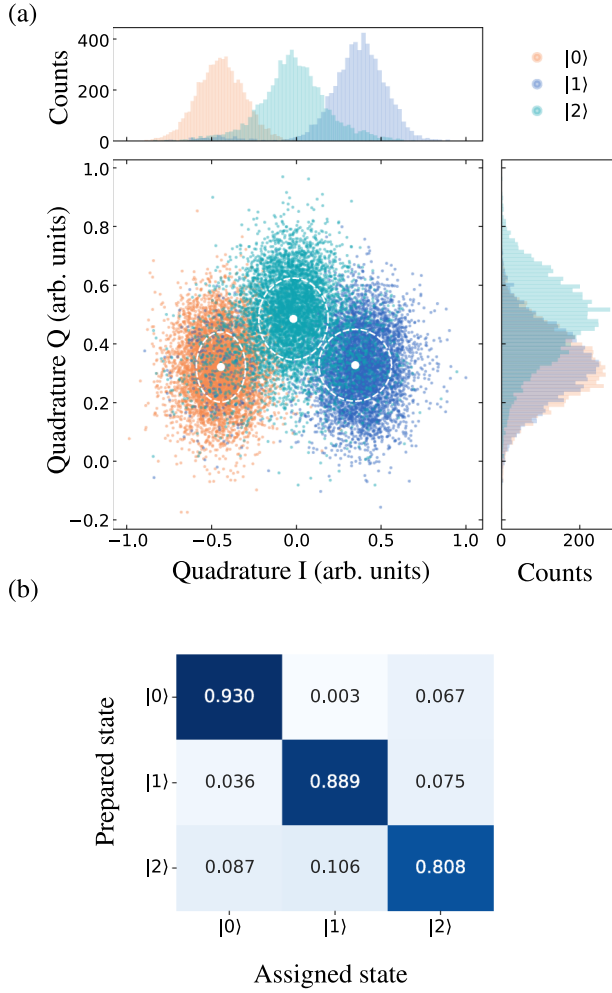 (a)
Counts
400
200
0
|0⟩
|1⟩
|2⟩
Quadrature Q (arb. units)
1.0
0.8
0.6
0.4
0.2
0.0
−0.2
−1.0 −0.5 0.0 0.5 1.0
Quadrature I (arb. units)
0 200
Counts
(b)
Prepared state
|0⟩ 0.930 0.003 0.067
|1⟩ 0.036 0.889 0.075
|2⟩ 0.087 0.106 0.808
|0⟩ |1⟩ |2⟩
Assigned state